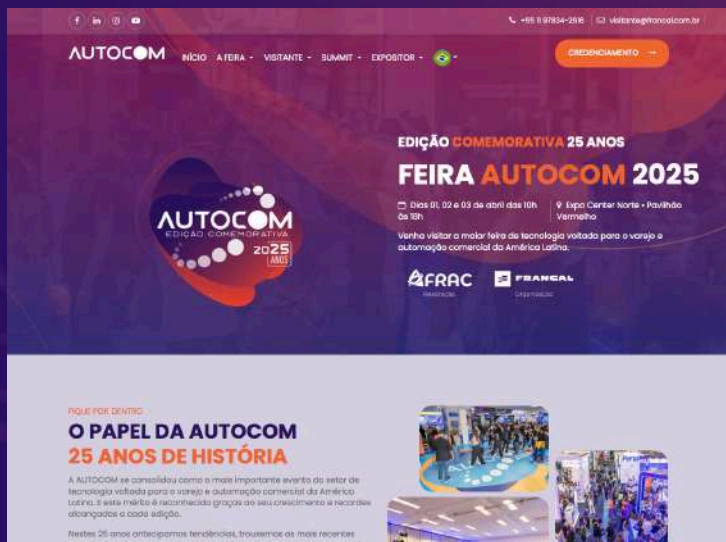 +55 11 97834-2616 visitante@francal.com.br
AUTOCOM INÍCIO A FEIRA VISITANTE SUMMIT EXPOSITOR CREDENCIAMENTO →
EDIÇÃO COMEMORATIVA 25 ANOS
FEIRA AUTOCOM 2025
Dias 01, 02 e 03 de abril das 10h às 18h
Expo Center Norte • Pavilhão Vermelho
Venha visitar a maior feira de tecnologia voltada para o varejo e
automação comercial da América Latina.
AUTOCOM
EDIÇÃO COMEMORATIVA
2025
ANOS
AFRAC
Realização
FRANCAL
Organização
FIQUE POR DENTRO
O PAPEL DA AUTOCOM
25 ANOS DE HISTÓRIA
A AUTOCOM se consolidou como o mais importante evento do setor de
tecnologia voltada para o varejo e automação comercial da América
Latina. E este mérito é reconhecido graças ao seu crescimento e recordes
alcançados a cada edição.
Nestes 25 anos antecipamos tendências, trouxemos as mais recentes